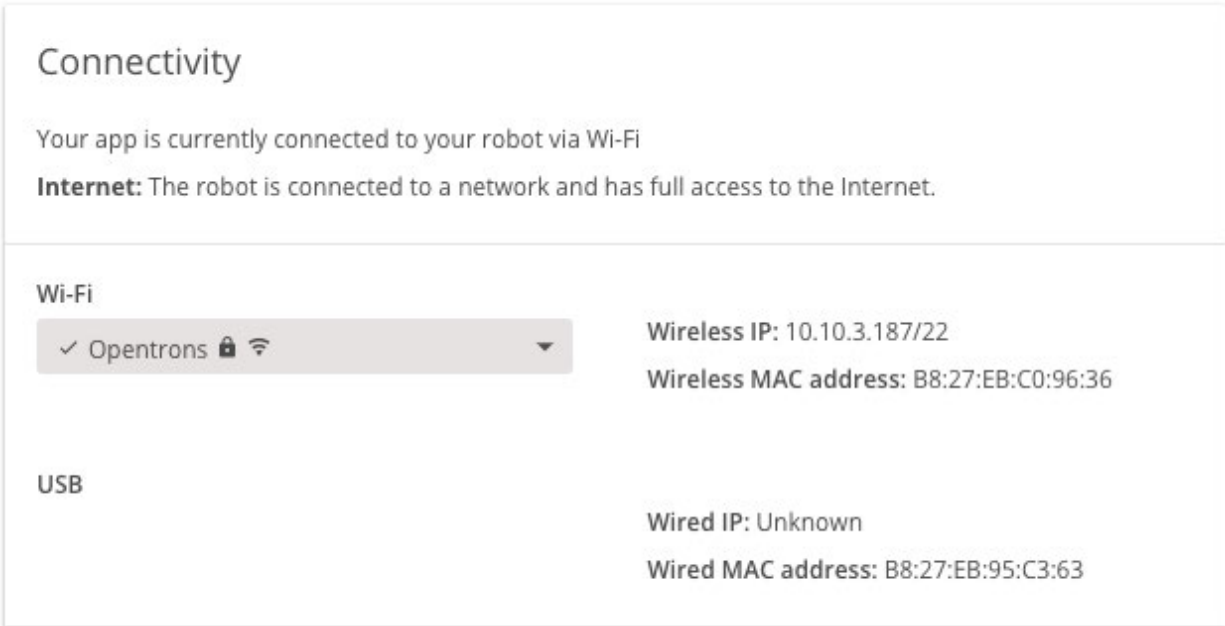 Connectivity
Your app is currently connected to your robot via Wi-Fi
Internet: The robot is connected to a network and has full access to the Internet.
Wi-Fi
Opentrons
Wireless IP: 10.10.3.187/22
Wireless MAC address: B8:27:EB:C0:96:36
USB
Wired IP: Unknown
Wired MAC address: B8:27:EB:95:C3:63